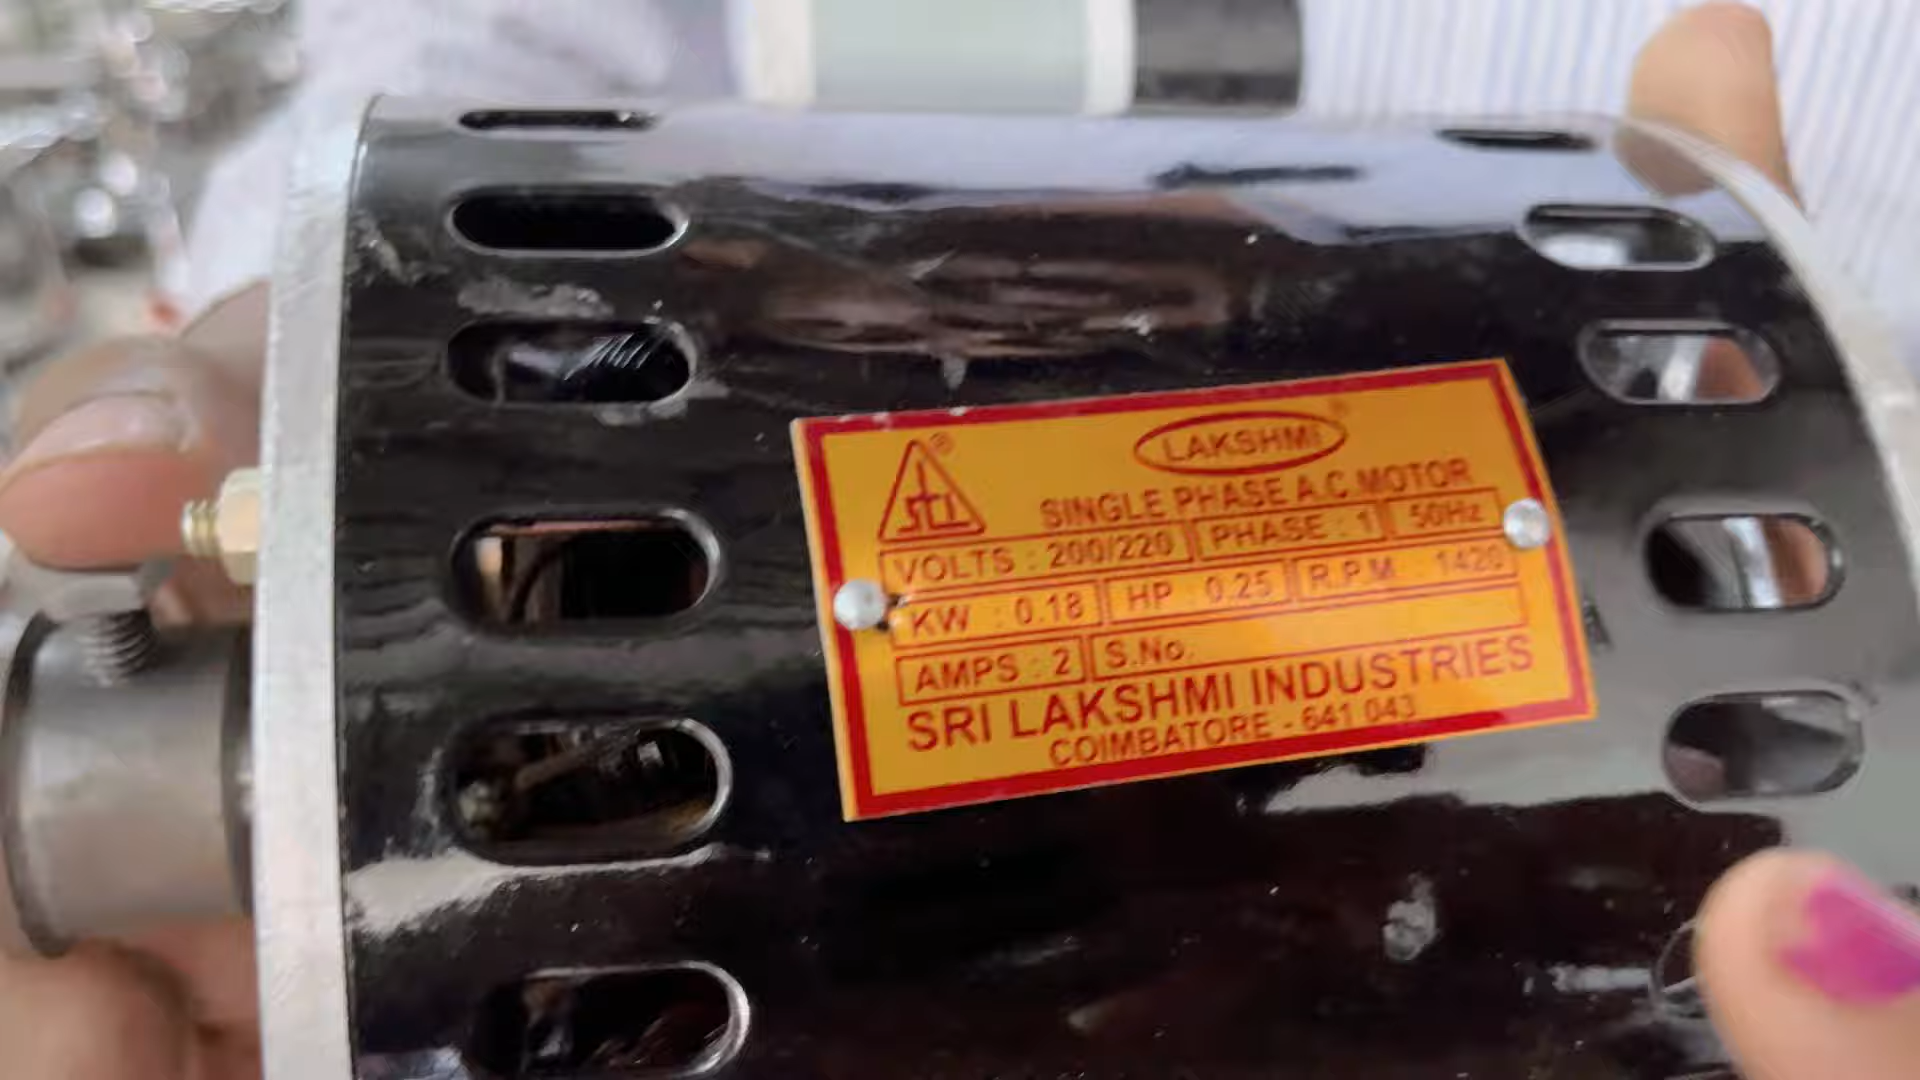 LAKSHMI ®
®
SINGLE PHASE A.C.MOTOR
VOLTS : 200/220 PHASE : 1 50Hz
KW : 0.18 HP : 0.25 R.P.M : 1420
AMPS : 2 S.No.
SRI LAKSHMI INDUSTRIES
COIMBATORE - 641 043